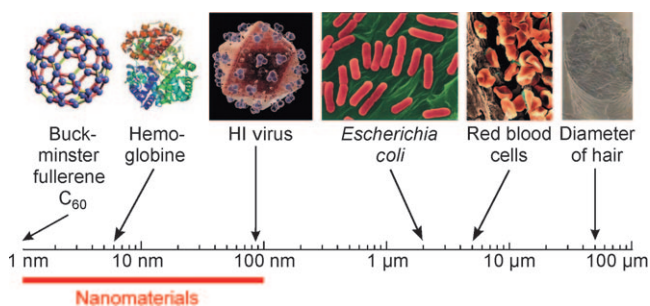 Buck-
minster
fullerene
C₆₀
Hemo-
globine
HI virus
Escherichia
coli
Red blood
cells
Diameter
of hair
1 nm
10 nm
100 nm
1 µm
10 µm
100 µm
Nanomaterials